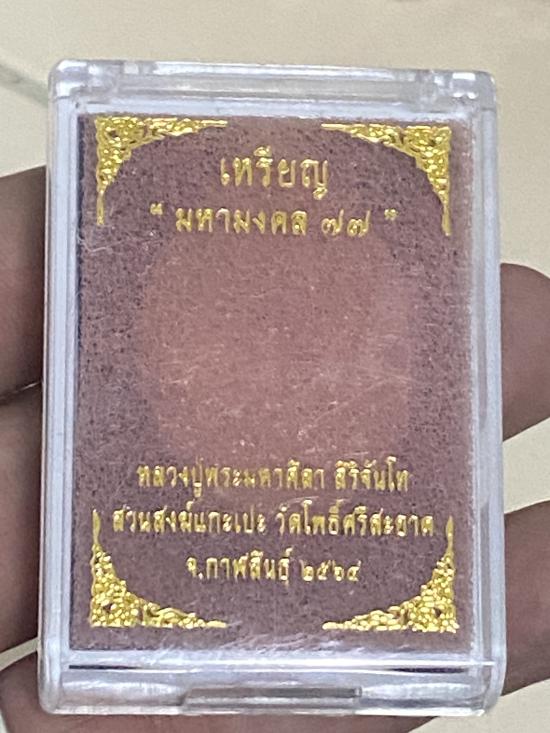 เหรียญ
“ มหามงคล ๗๗ ”
หลวงปู่พระมหาศิลา สิริจันโท
สวนสงฆ์แกะเปะ วัดโพธิ์ศรีสะอาด
จ.กาฬสินธุ์ ๒๕๖๔